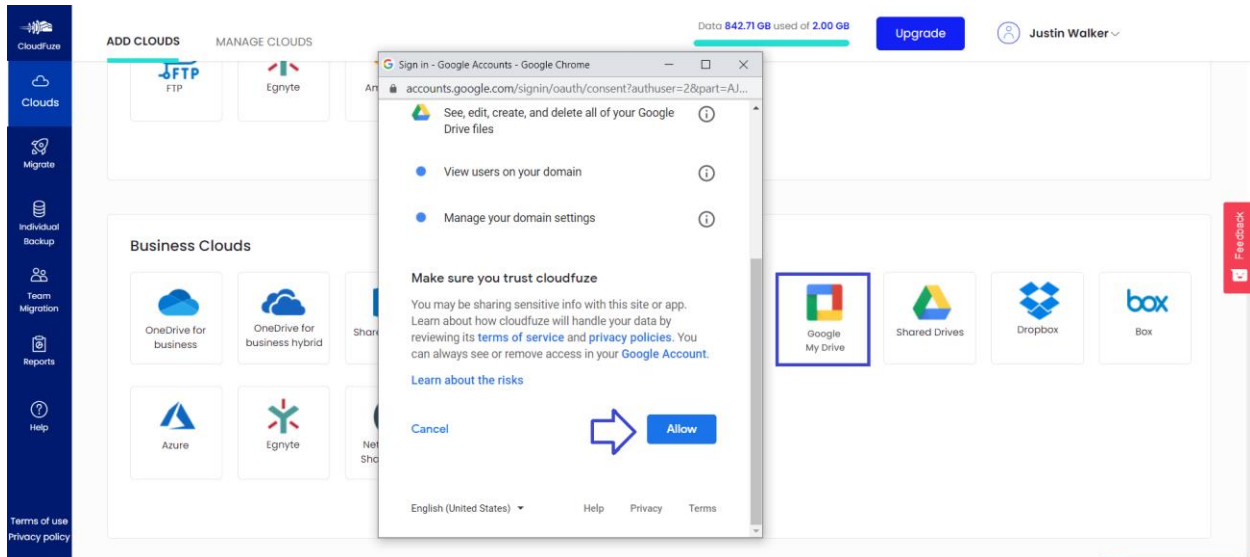 CloudFuze
Clouds
Migrate
Individual
Backup
Team
Migration
Reports
Help
Terms of use
Privacy policy
ADD CLOUDS
MANAGE CLOUDS
Data 842.71 GB used of 2.00 GB
Upgrade
Justin Walker
FTP
FTP
Egnyte
Am
Business Clouds
OneDrive for
business
OneDrive for
business hybrid
Share
Google
My Drive
Shared Drives
Dropbox
box
Box
Azure
Egnyte
Net
Sha
Sign in - Google Accounts - Google Chrome
accounts.google.com/signin/oauth/consent?authuser=2&part=AJ...
See, edit, create, and delete all of your Google
Drive files
View users on your domain
Manage your domain settings
Make sure you trust cloudfuze
You may be sharing sensitive info with this site or app.
Learn about how cloudfuze will handle your data by
reviewing its terms of service and privacy policies. You
can always see or remove access in your Google Account.
Learn about the risks
Cancel
Allow
English (United States)
Help
Privacy
Terms
Feedback